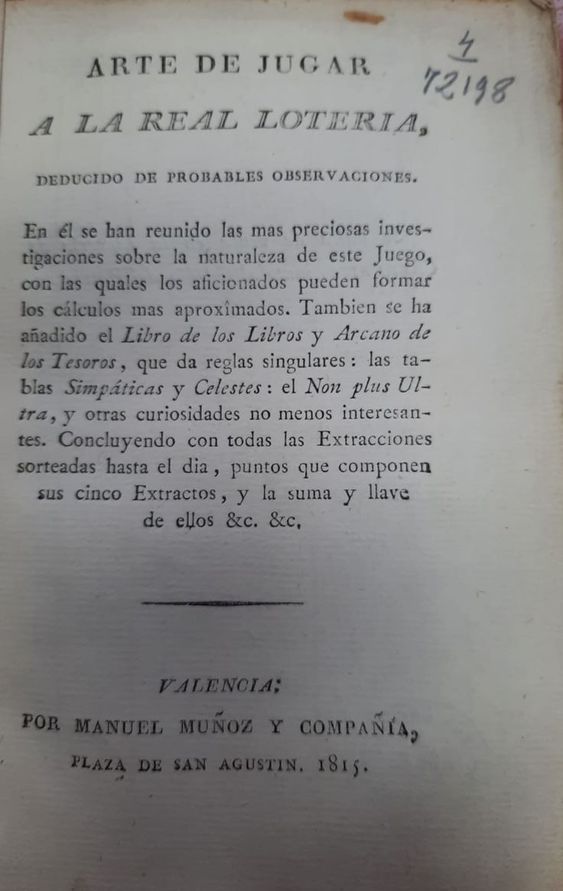 4
72198
ARTE DE JUGAR
A LA REAL LOTERIA,
DEDUCIDO DE PROBABLES OBSERVACIONES.
En él se han reunido las mas preciosas inves-
tigaciones sobre la naturaleza de este Juego,
con las quales los aficionados pueden formar
los cálculos mas aproxîmados. Tambien se ha
añadido el Libro de los Libros y Arcano de
los Tesoros, que da reglas singulares: las ta-
blas Simpáticas y Celestes: el Non plus Ul-
tra, y otras curiosidades no menos interesan-
tes. Concluyendo con todas las Extracciones
sorteadas hasta el dia, puntos que componen
sus cinco Extractos, y la suma y llave
de ellos &c. &c.
VALENCIA:
POR MANUEL MUÑOZ Y COMPAÑÍA,
PLAZA DE SAN AGUSTIN. 1815.